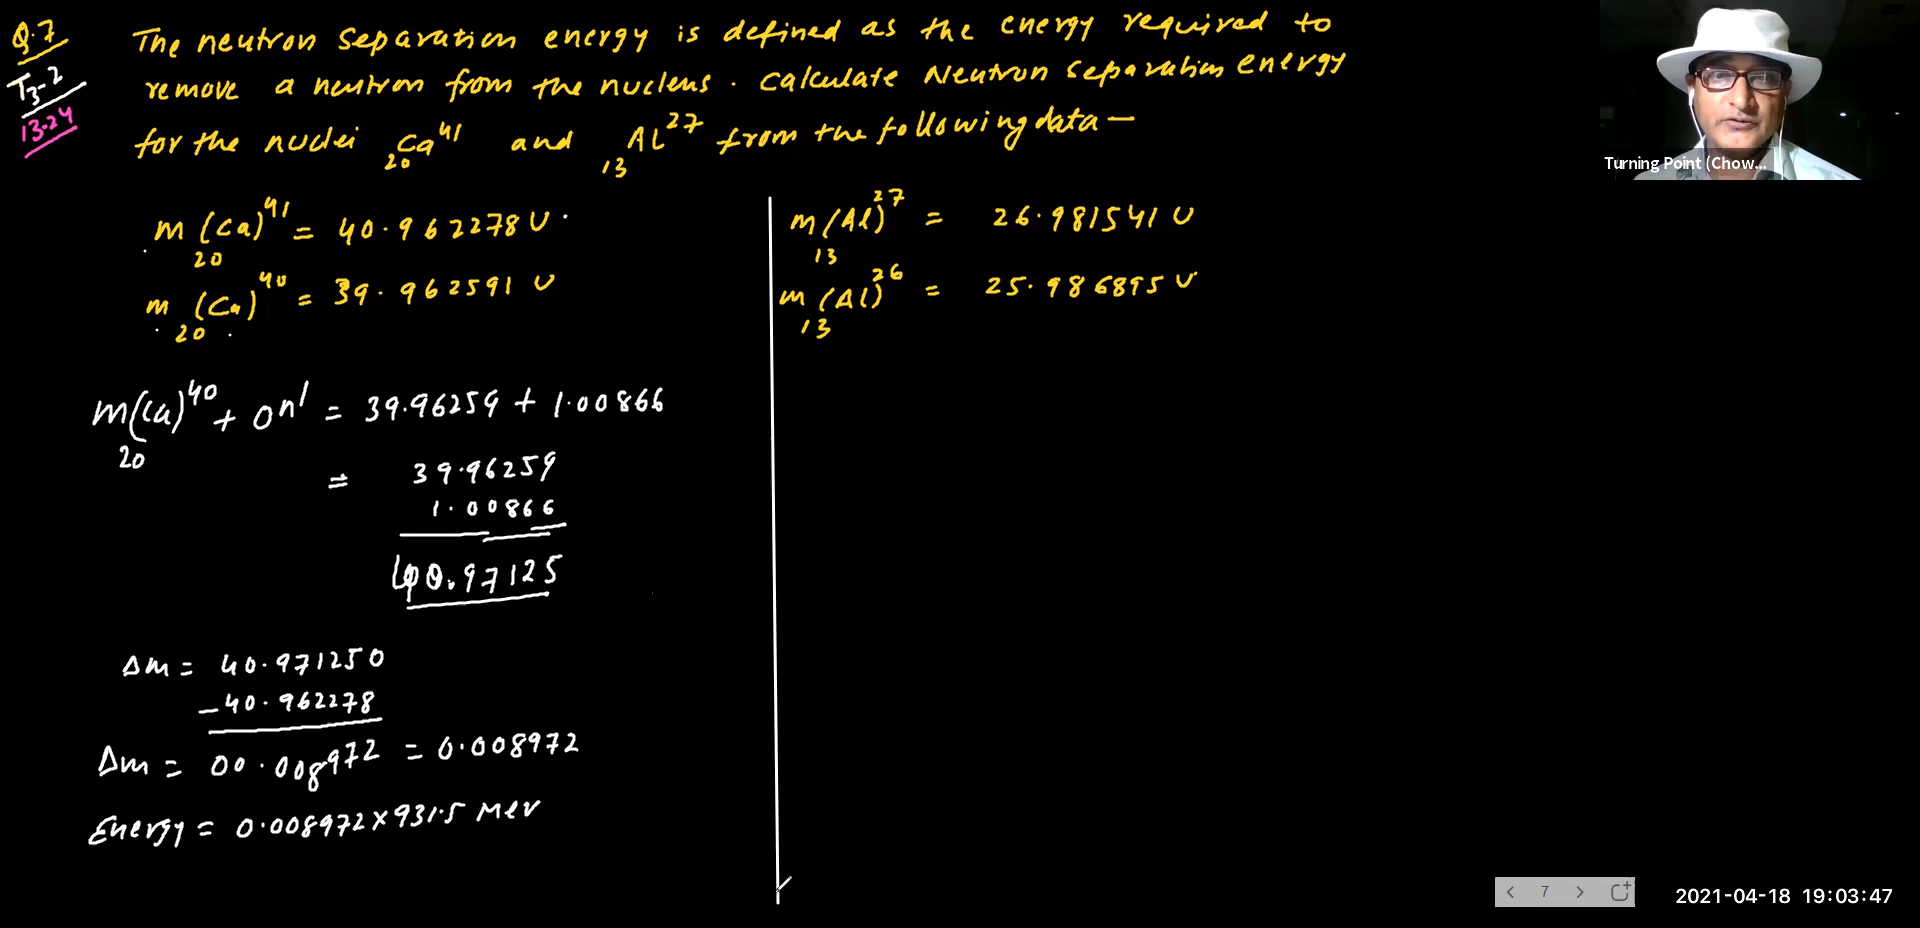 Q.7
T3-2
13.24
The neutron separation energy is defined as the energy required to
remove a neutron from the nucleus. Calculate Neutron separation energy
for the nuclei 20Ca41 and 13Al27 from the following data—
m 20(Ca)41 = 40.962278 U.
m 20(Ca)40 = 39.962591 U
m(Ca)40 20 + 0n1 = 39.96259 + 1.00866
= 39.96259
1.00866
40.97125
Δm = 40.971250
- 40.962278
Δm = 00.008972 = 0.008972
Energy = 0.008972 x 931.5 Mev
m 13(Al)27 = 26.981541 U
m 13(Al)26 = 25.986895 U
Turning Point (Chow...
< 7 >
2021-04-18 19:03:47